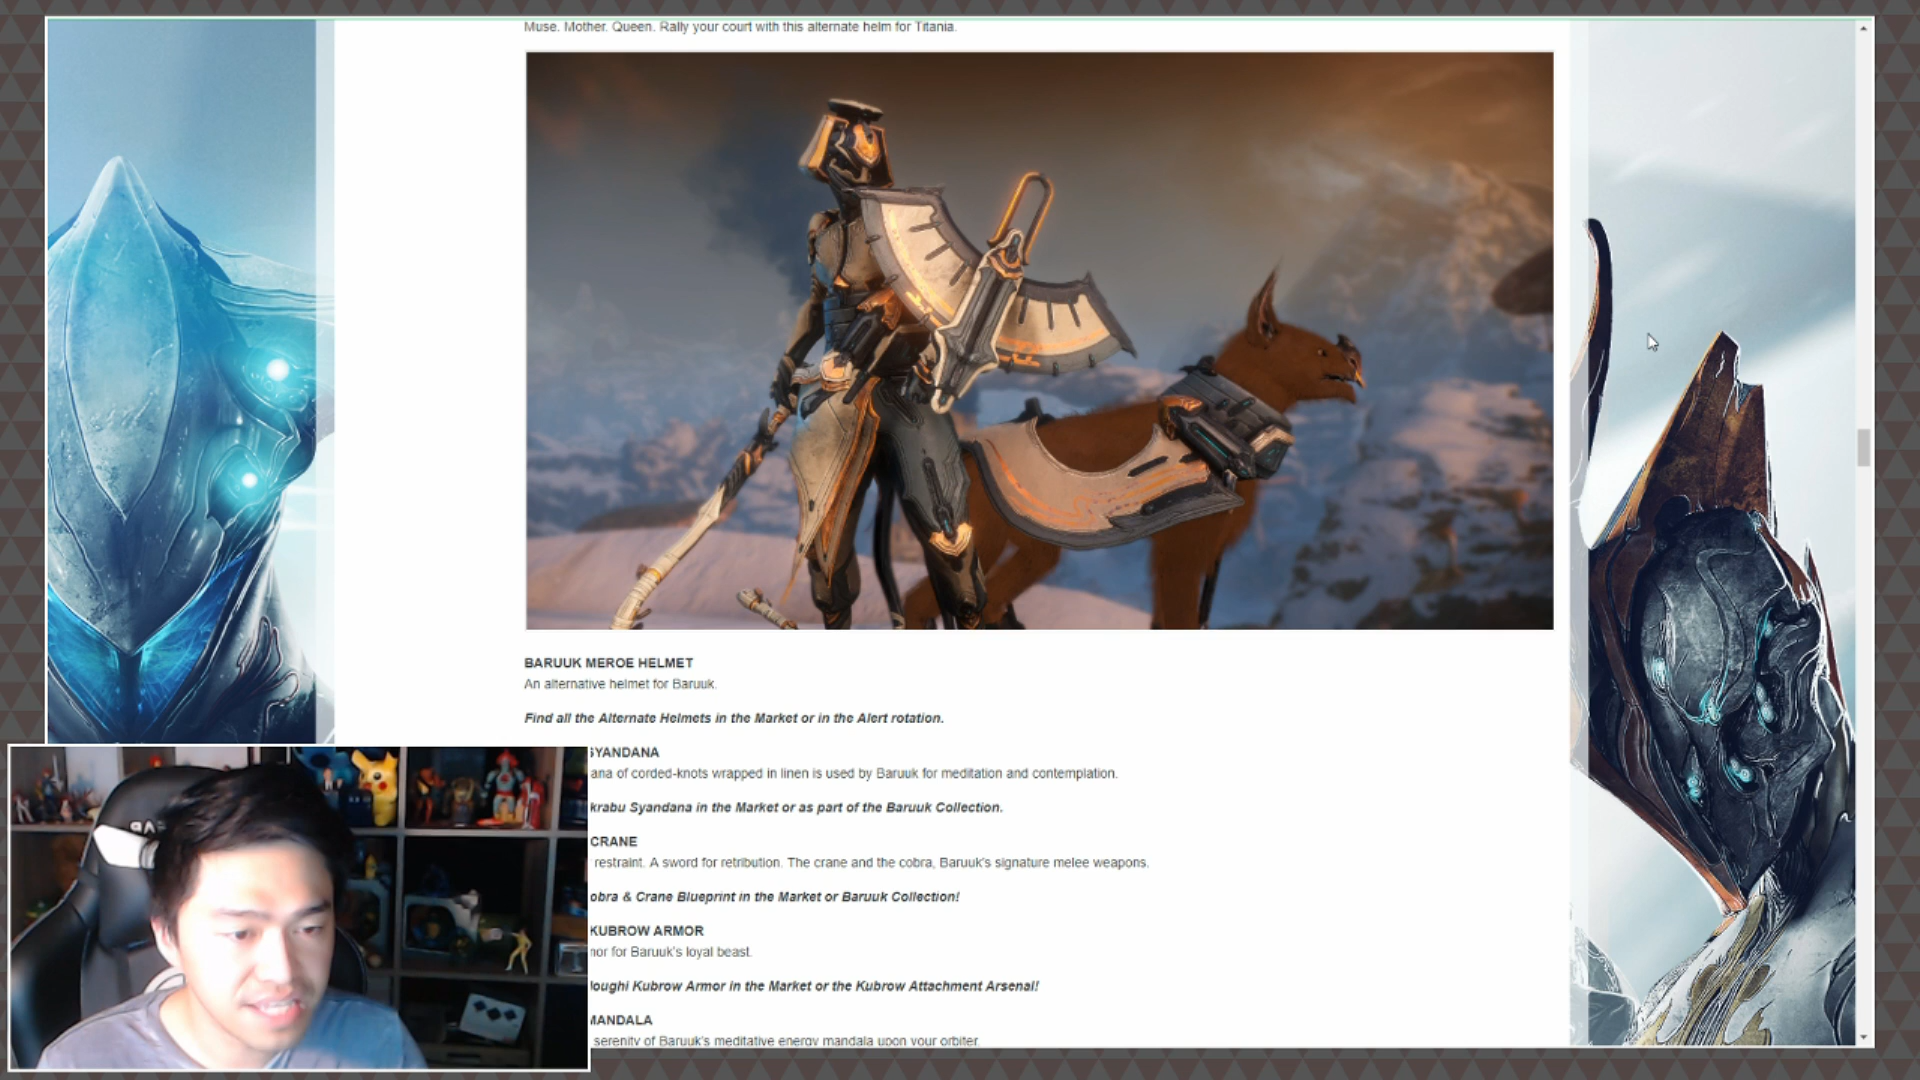 Muse. Mother. Queen. Rally your court with this alternate helm for Titania.
BARUUK MEROE HELMET
An alternative helmet for Baruuk.
Find all the Alternate Helmets in the Market or in the Alert rotation.
SYANDANA
ana of corded-knots wrapped in linen is used by Baruuk for meditation and contemplation.
krabu Syandana in the Market or as part of the Baruuk Collection.
CRANE
restraint. A sword for retribution. The crane and the cobra, Baruuk's signature melee weapons.
obra & Crane Blueprint in the Market or Baruuk Collection!
KUBROW ARMOR
mor for Baruuk's loyal beast.
loughi Kubrow Armor in the Market or the Kubrow Attachment Arsenal!
MANDALA
serenity of Baruuk's meditative energy mandala upon your orbiter